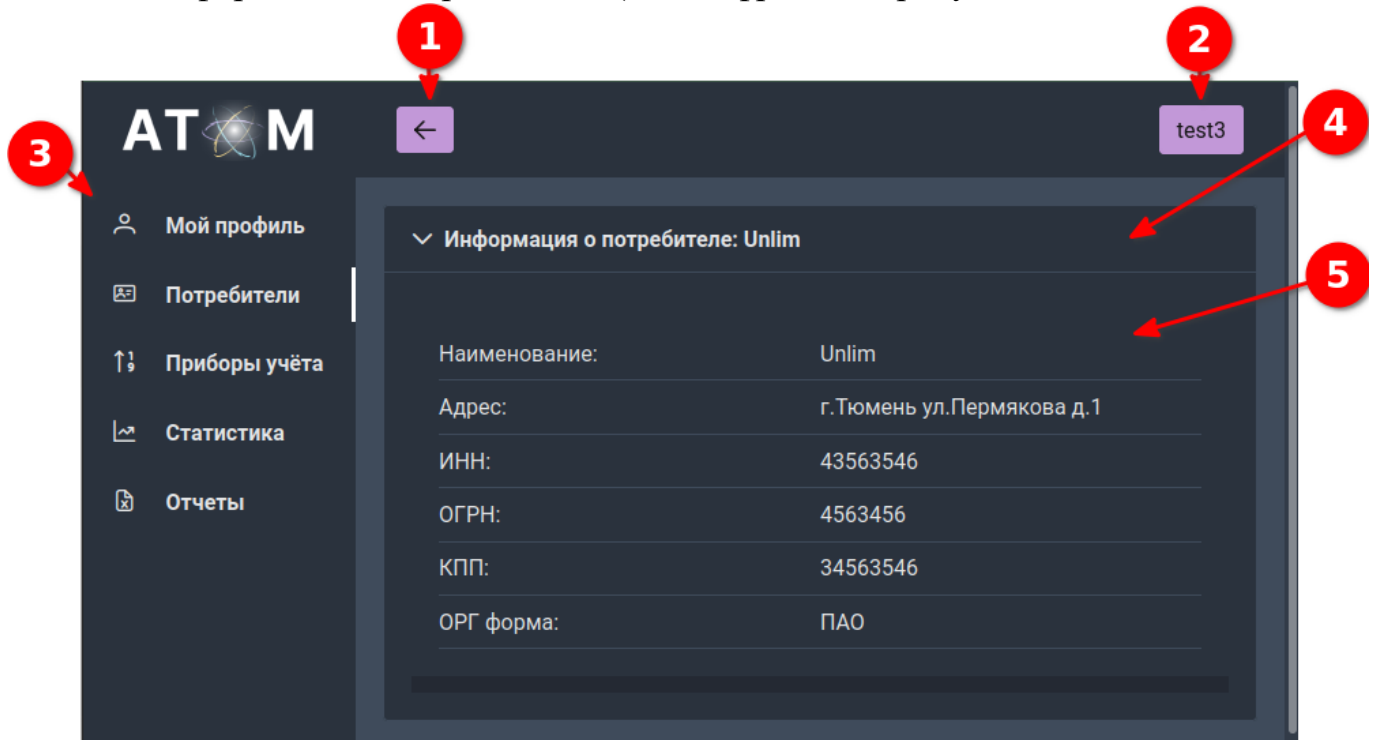 1
2
АТОМ
←
test3
4
3
Мой профиль
Информация о потребителе: Unlim
5
Потребители
Приборы учёта
Наименование:
Unlim
Адрес:
г.Тюмень ул.Пермякова д.1
Статистика
ИНН:
43563546
Отчеты
ОГРН:
4563456
КПП:
34563546
ОРГ форма:
ПАО